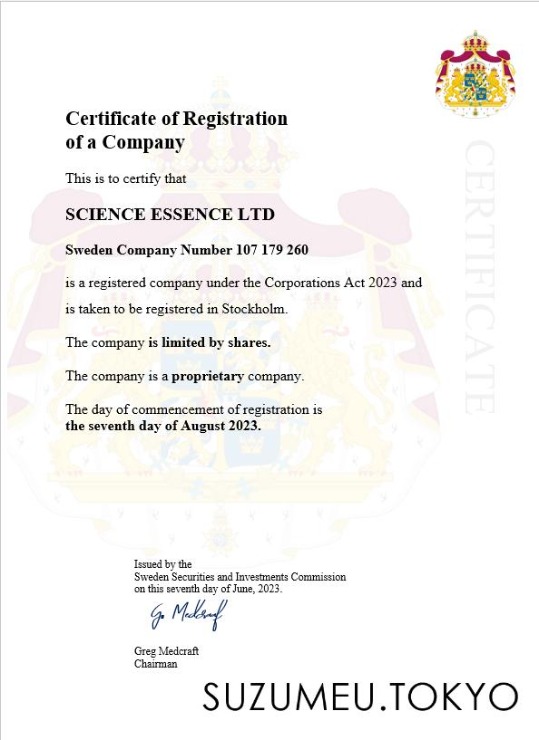 Certificate of Registration
of a Company
This is to certify that
SCIENCE ESSENCE LTD
Sweden Company Number 107 179 260
is a registered company under the Corporations Act 2023 and
is taken to be registered in Stockholm.
The company is limited by shares.
The company is a proprietary company.
The day of commencement of registration is
the seventh day of August 2023.
CERTIFICATE
Issued by the
Sweden Securities and Investments Commission
on this seventh day of June, 2023.
G. Medcraft
Greg Medcraft
Chairman
SUZUMEU.TOKYO